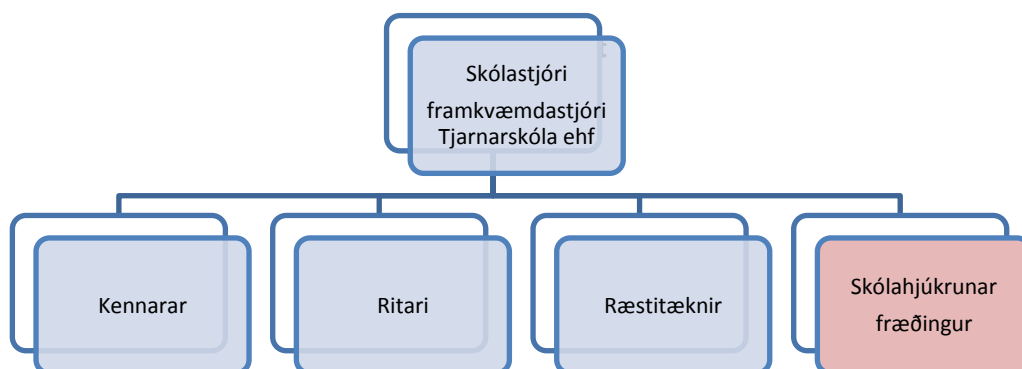 Skólastjóri
framkvæmdastjóri
Tjarnarskóla ehf
Kennarar
Ritari
Ræstitæknir
Skólahjúkrunar
fræðingur